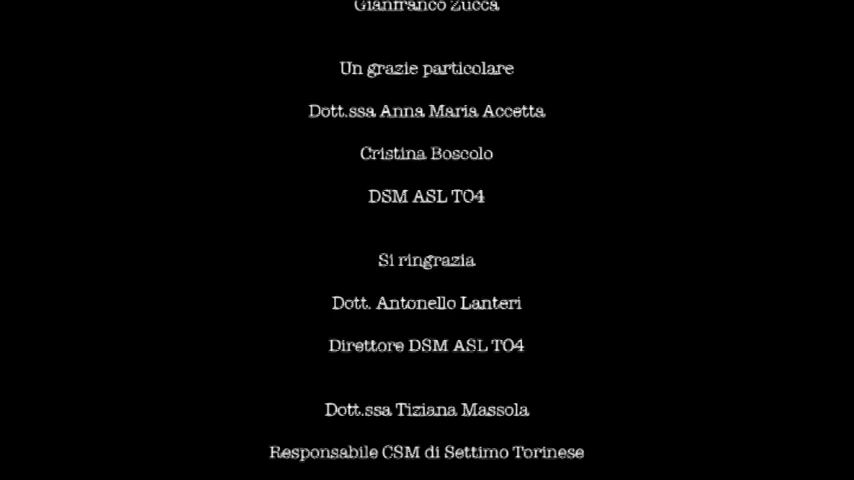 Gianfranco Zucca
Un grazie particolare
Dott.ssa Anna Maria Accetta
Cristina Boscolo
DSM ASL TO4
Si ringrazia
Dott. Antonello Lanteri
Direttore DSM ASL TO4
Dott.ssa Tiziana Massola
Responsabile CSM di Settimo Torinese